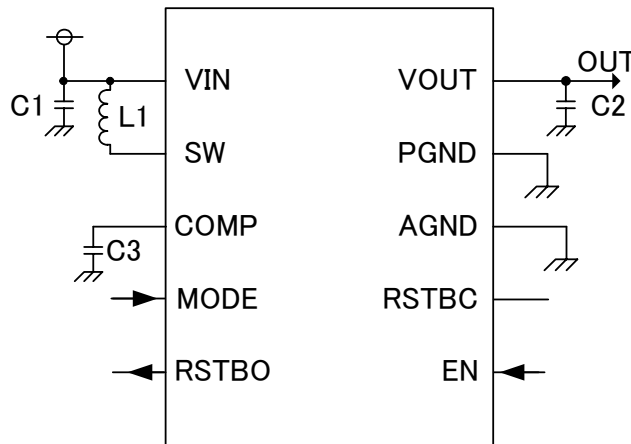 OUT
VIN
VOUT
C1
L1
C2
SW
PGND
COMP
AGND
C3
MODE
RSTBC
RSTBO
EN